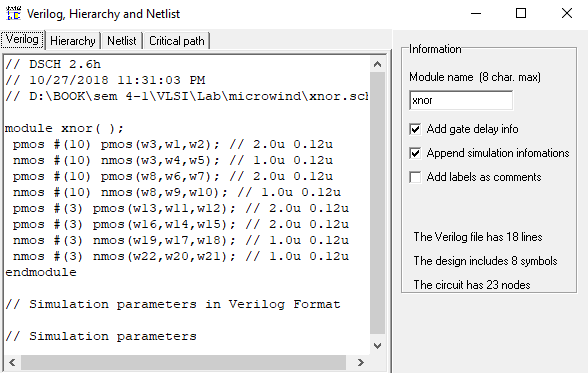 Verilog, Hierarchy and Netlist
Verilog Hierarchy Netlist Critical path
// DSCH 2.6h
// 10/27/2018 11:31:03 PM
// D:\BOOK\sem 4-1\VLSI\Lab\microwind\xnor.sch
module xnor( );
pmos #(10) pmos(w3,w1,w2); // 2.0u 0.12u
nmos #(10) nmos(w3,w4,w5); // 1.0u 0.12u
pmos #(10) pmos(w8,w6,w7); // 2.0u 0.12u
nmos #(10) nmos(w8,w9,w10); // 1.0u 0.12u
pmos #(3) pmos(w13,w11,w12); // 2.0u 0.12u
pmos #(3) pmos(w16,w14,w15); // 2.0u 0.12u
nmos #(3) nmos(w19,w17,w18); // 1.0u 0.12u
nmos #(3) nmos(w22,w20,w21); // 1.0u 0.12u
endmodule
// Simulation parameters in Verilog Format
// Simulation parameters
Information
Module name (8 char. max)
xnor
Add gate delay info
Append simulation infomations
Add labels as comments
The Verilog file has 18 lines
The design includes 8 symbols
The circuit has 23 nodes